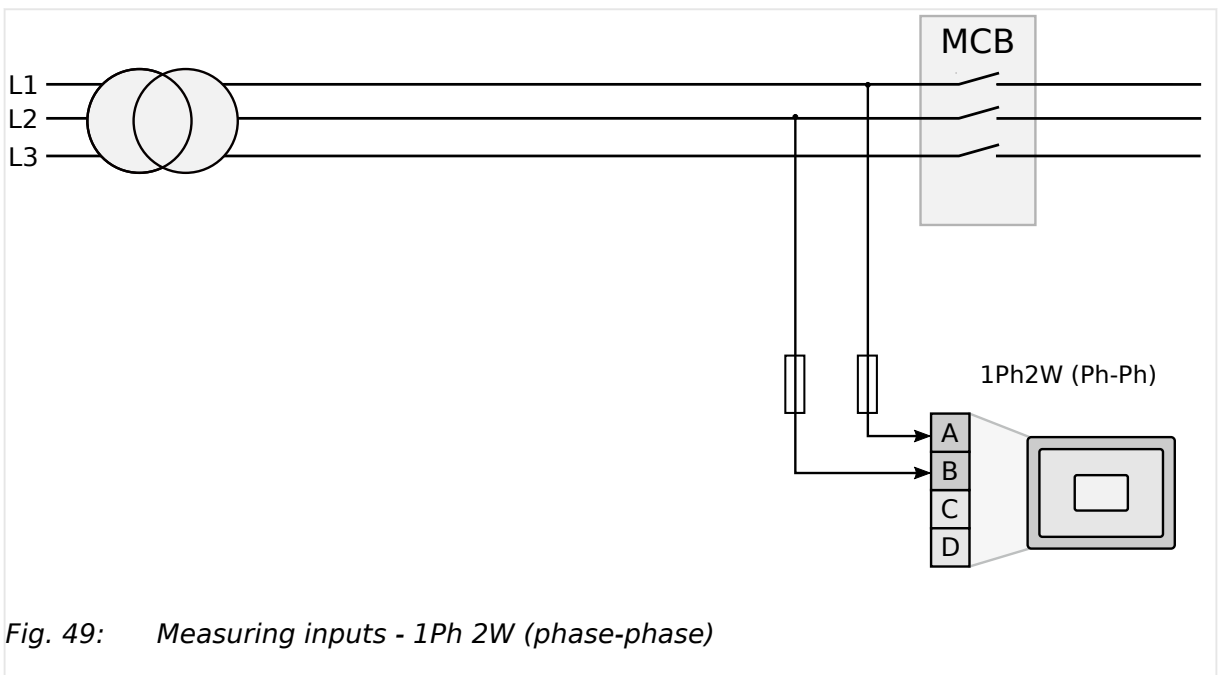 MCB
L1
L2
L3
1Ph2W (Ph-Ph)
A
B
C
D
Fig. 49: Measuring inputs - 1Ph 2W (phase-phase)